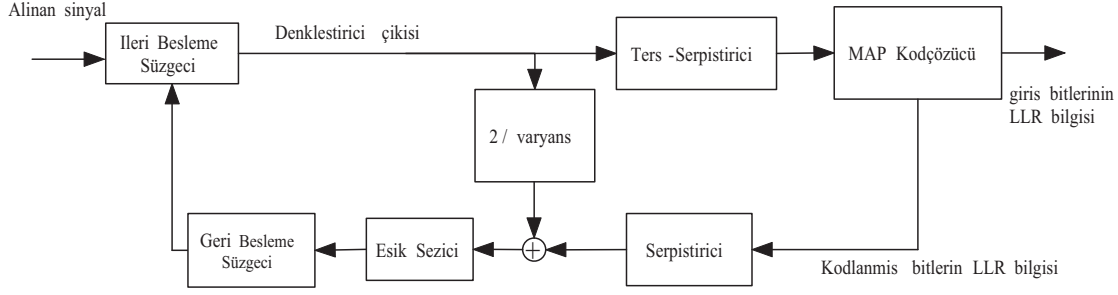 Alinan sinyal
Ileri Besleme
Süzgeci
Denklestirici çikisi
Ters -Serpistirici
MAP Kodçözücü
giris bitlerinin
LLR bilgisi
2 / varyans
Geri Besleme
Süzgeci
Esik Sezici
+
Serpistirici
Kodlanmis bitlerin LLR bilgisi